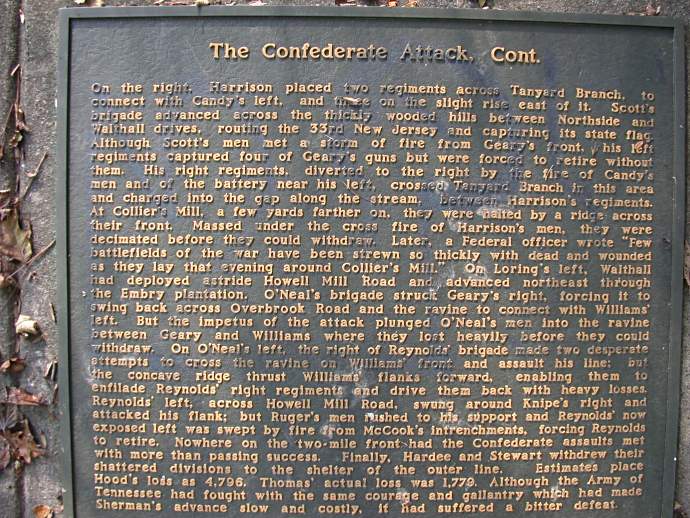 The Confederate Attack, Cont.
On the right, Harrison placed two regiments across Tanyard Branch, to
connect with Candy's left, and three on the slight rise east of it. Scott's
brigade advanced across the thickly wooded hills between Northside and
Walthall drives, routing the 33rd New Jersey and capturing its state flag.
Although Scott's men met a storm of fire from Geary's front, his left
regiments captured four of Geary's guns but were forced to retire without
them. His right regiments, diverted to the right by the fire of Candy's
men and of the battery near his left, crossed Tanyard Branch in this area
and charged into the gap along the stream, between Harrison's regiments.
At Collier's Mill, a few yards farther on, they were halted by a ridge across
their front. Massed under the cross fire of Harrison's men, they were
decimated before they could withdraw. Later, a Federal officer wrote "Few
battlefields of the war have been strewn so thickly with dead and wounded
as they lay that evening around Collier's Mill." On Loring's left, Walthall
had deployed astride Howell Mill Road and advanced northeast through
the Embry plantation. O'Neal's brigade struck Geary's right, forcing it to
swing back across Overbrook Road and the ravine to connect with Williams'
left. But the impetus of the attack plunged O'Neal's men into the ravine
between Geary and Williams where they lost heavily before they could
withdraw. On O'Neal's left, the right of Reynolds' brigade made two desperate
attempts to cross the ravine on Williams' front and assault his line; but
the concave ridge thrust Williams' flanks forward, enabling them to
enfilade Reynolds' right regiments and drive them back with heavy losses.
Reynolds' left, across Howell Mill Road, swung around Knipe's right and
attacked his flank; but Ruger's men rushed to his support and Reynolds' now
exposed left was swept by fire from McCook's intrenchments, forcing Reynolds
to retire. Nowhere on the two-mile front had the Confederate assaults met
with more than passing success. Finally, Hardee and Stewart withdrew their
shattered divisions to the shelter of the outer line. Estimates place
Hood's loss as 4,796. Thomas' actual loss was 1,779. Although the Army of
Tennessee had fought with the same courage and gallantry which had made
Sherman's advance slow and costly, it had suffered a bitter defeat.